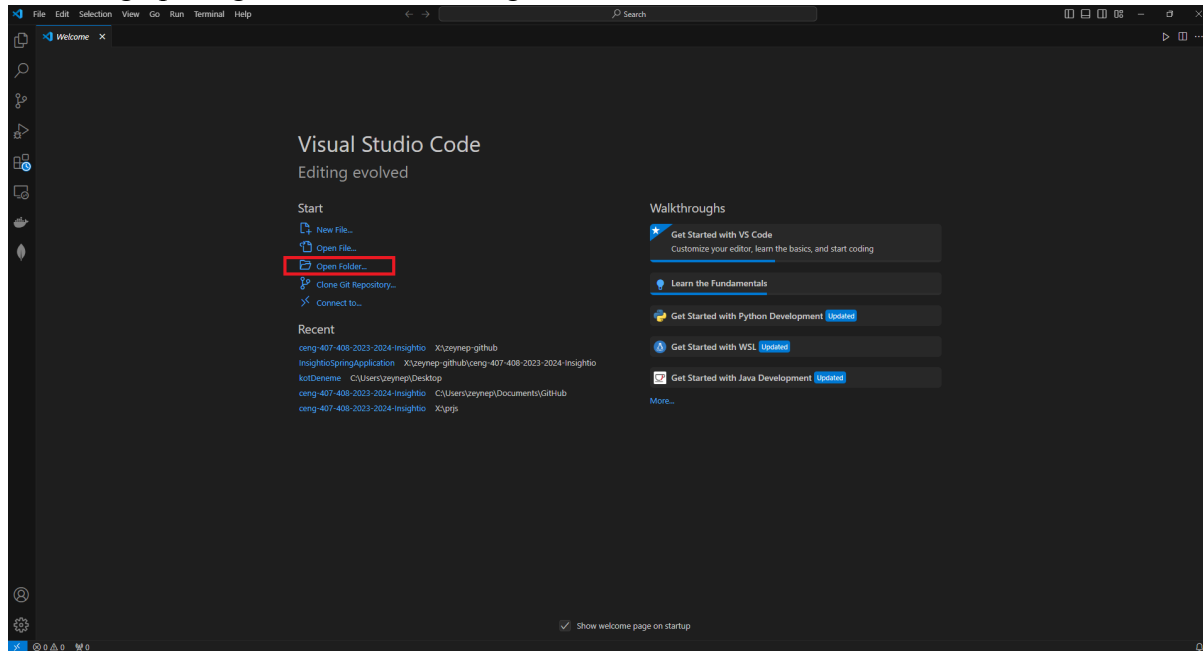 File Edit Selection View Go Run Terminal Help
Search
Welcome
Visual Studio Code
Editing evolved
Start
New File...
Open File...
Open Folder...
Clone Git Repository...
Connect to...
Recent
ceng-407-408-2023-2024-Insightio X:\zeynep-github
InsightioSpringApplication X:\zeynep-github\ceng-407-408-2023-2024-Insightio
kotDeneme C:\Users\zeynep\Desktop
ceng-407-408-2023-2024-Insightio C:\Users\zeynep\Documents\GitHub
ceng-407-408-2023-2024-Insightio X:\prjs
Walkthroughs
Get Started with VS Code
Customize your editor, learn the basics, and start coding
Learn the Fundamentals
Get Started with Python Development Updated
Get Started with WSL Updated
Get Started with Java Development Updated
More...
Show welcome page on startup
0 0 0